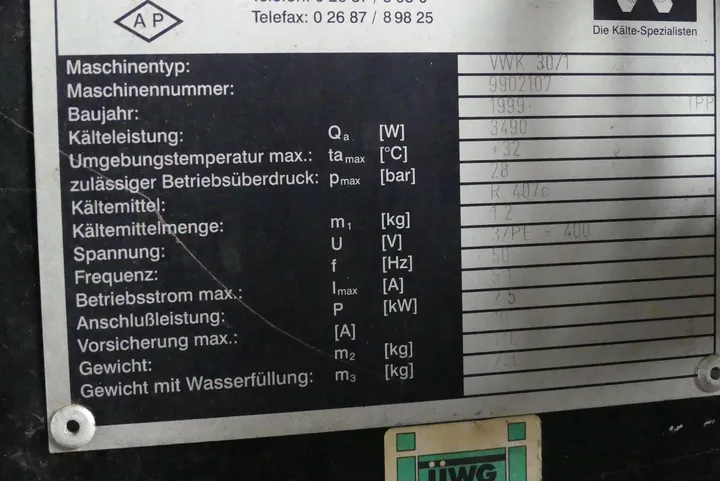 Telefax: 0 26 87 / 8 98 25
AP
Die Kälte-Spezialisten
Maschinentyp: VWK 30/1
Maschinennummer: 9902107
Baujahr: 1999 (PP
Kälteleistung: Qa [W] 3490
Umgebungstemperatur max.: ta max [°C] +32
zulässiger Betriebsüberdruck: pmax [bar] 28
Kältemittel: R 407c
Kältemittelmenge: m1 [kg] 1,2
Spannung: U [V] 3/PE ~ 400
Frequenz: f [Hz] 50
Betriebsstrom max.: Imax [A]
Anschlußleistung: P [kW]
Vorsicherung max.: [A]
Gewicht: m2 [kg]
Gewicht mit Wasserfüllung: m3 [kg]
ÜWG